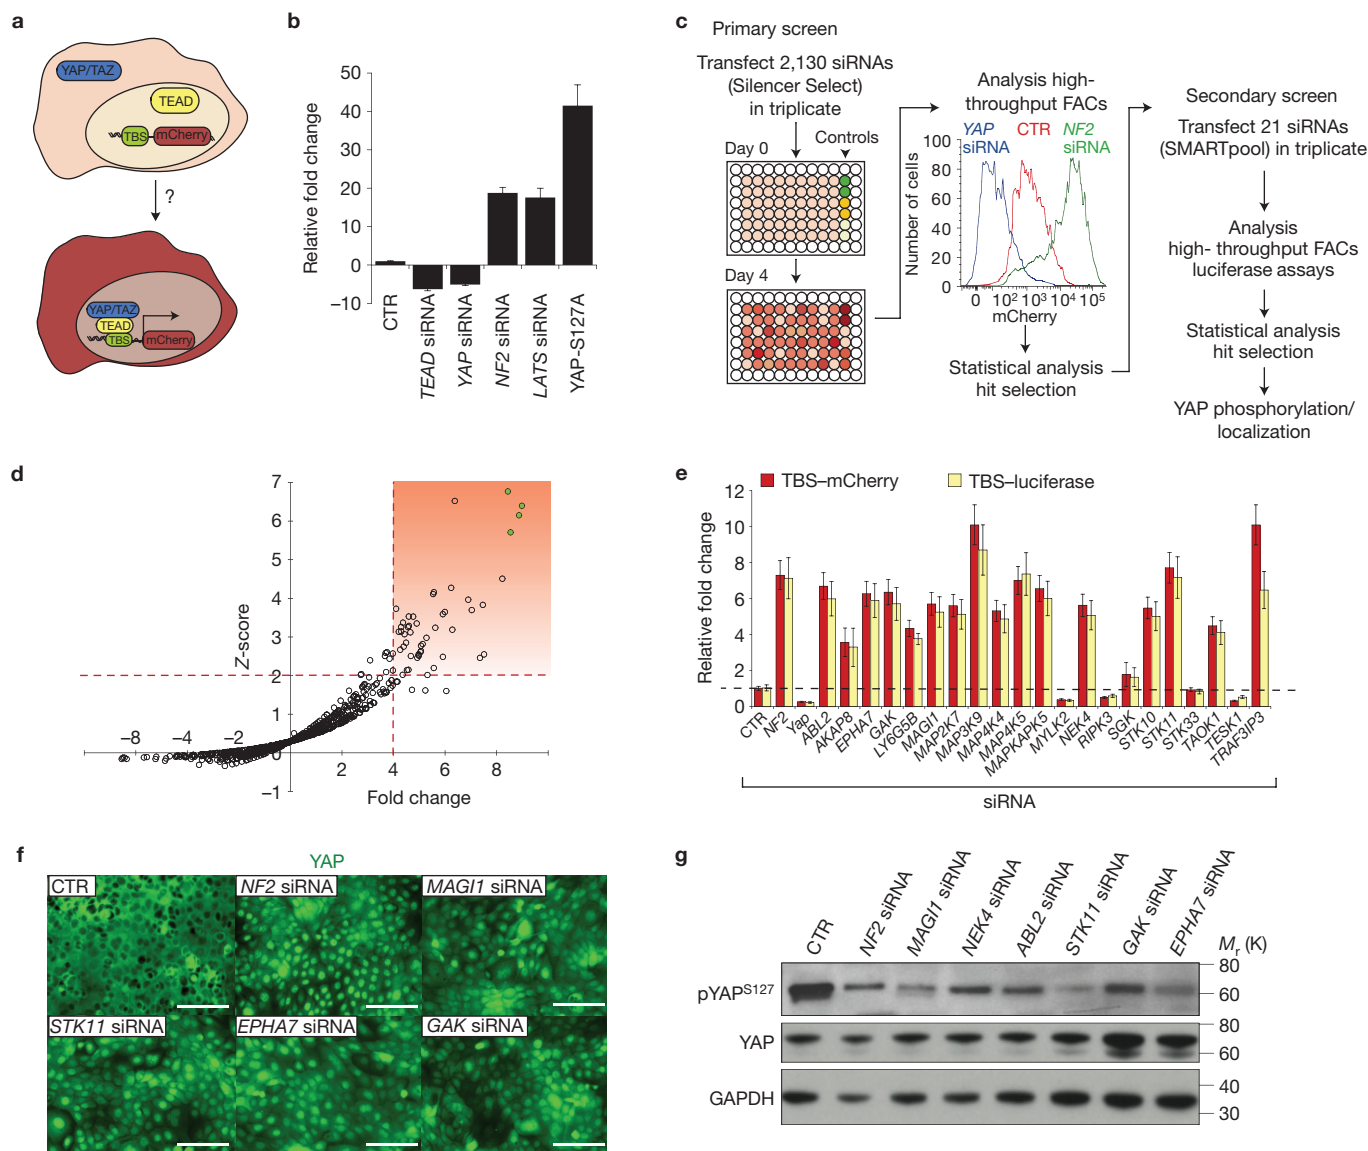 a
YAP/TAZ
TEAD
TBS
mCherry
?
YAP/TAZ
TEAD
TBS
mCherry
b
Relative fold change
50
40
30
20
10
0
−10
CTR
TEAD siRNA
YAP siRNA
NF2 siRNA
LATS siRNA
YAP-S127A
c
Primary screen
Transfect 2,130 siRNAs
(Silencer Select)
in triplicate
Controls
Day 0
Day 4
Analysis high-
throughput FACs
YAP
siRNA
CTR
NF2
siRNA
Number of cells
100
80
60
40
20
0
0 10² 10³ 10⁴ 10⁵
mCherry
Statistical analysis
hit selection
Secondary screen
Transfect 21 siRNAs
(SMARTpool) in triplicate
Analysis
high- throughput FACs
luciferase assays
Statistical analysis
hit selection
YAP phosphorylation/
localization
d
Z-score
7
6
5
4
3
2
1
0
−1
−8 −4 −2 2 4 6 8
Fold change
e
TBS–mCherry
TBS–luciferase
Relative fold change
12
10
8
6
4
2
0
CTR
NF2
Yap
ABL2
AKAP8
EPHA7
GAK
LY6G5B
MAGI1
MAP2K7
MAP3K9
MAP4K4
MAP4K5
MAPKAPK5
MYLK2
NEK4
RIPK3
SGK
STK10
STK11
STK33
TAOK1
TESK1
TRAF3IP3
siRNA
f
YAP
CTR
NF2 siRNA
MAGI1 siRNA
STK11 siRNA
EPHA7 siRNA
GAK siRNA
g
CTR
NF2 siRNA
MAGI1 siRNA
NEK4 siRNA
ABL2 siRNA
STK11 siRNA
GAK siRNA
EPHA7 siRNA
Mr (K)
pYAPS127
80
60
YAP
80
60
GAPDH
40
30